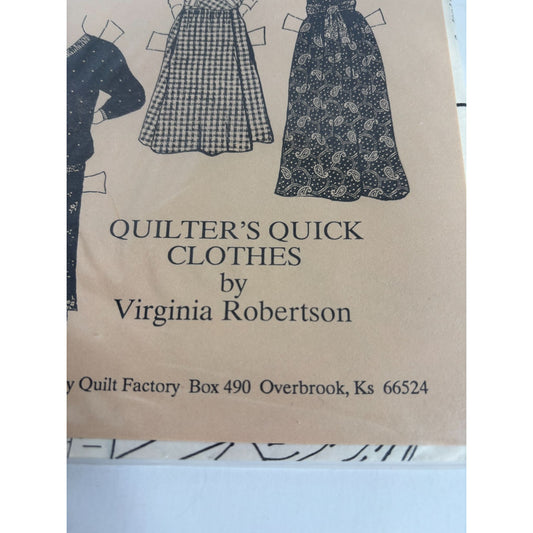 QUILTER'S QUICK
CLOTHES
by
Virginia Robertson
Quilt Factory Box 490 Overbrook, Ks 66524